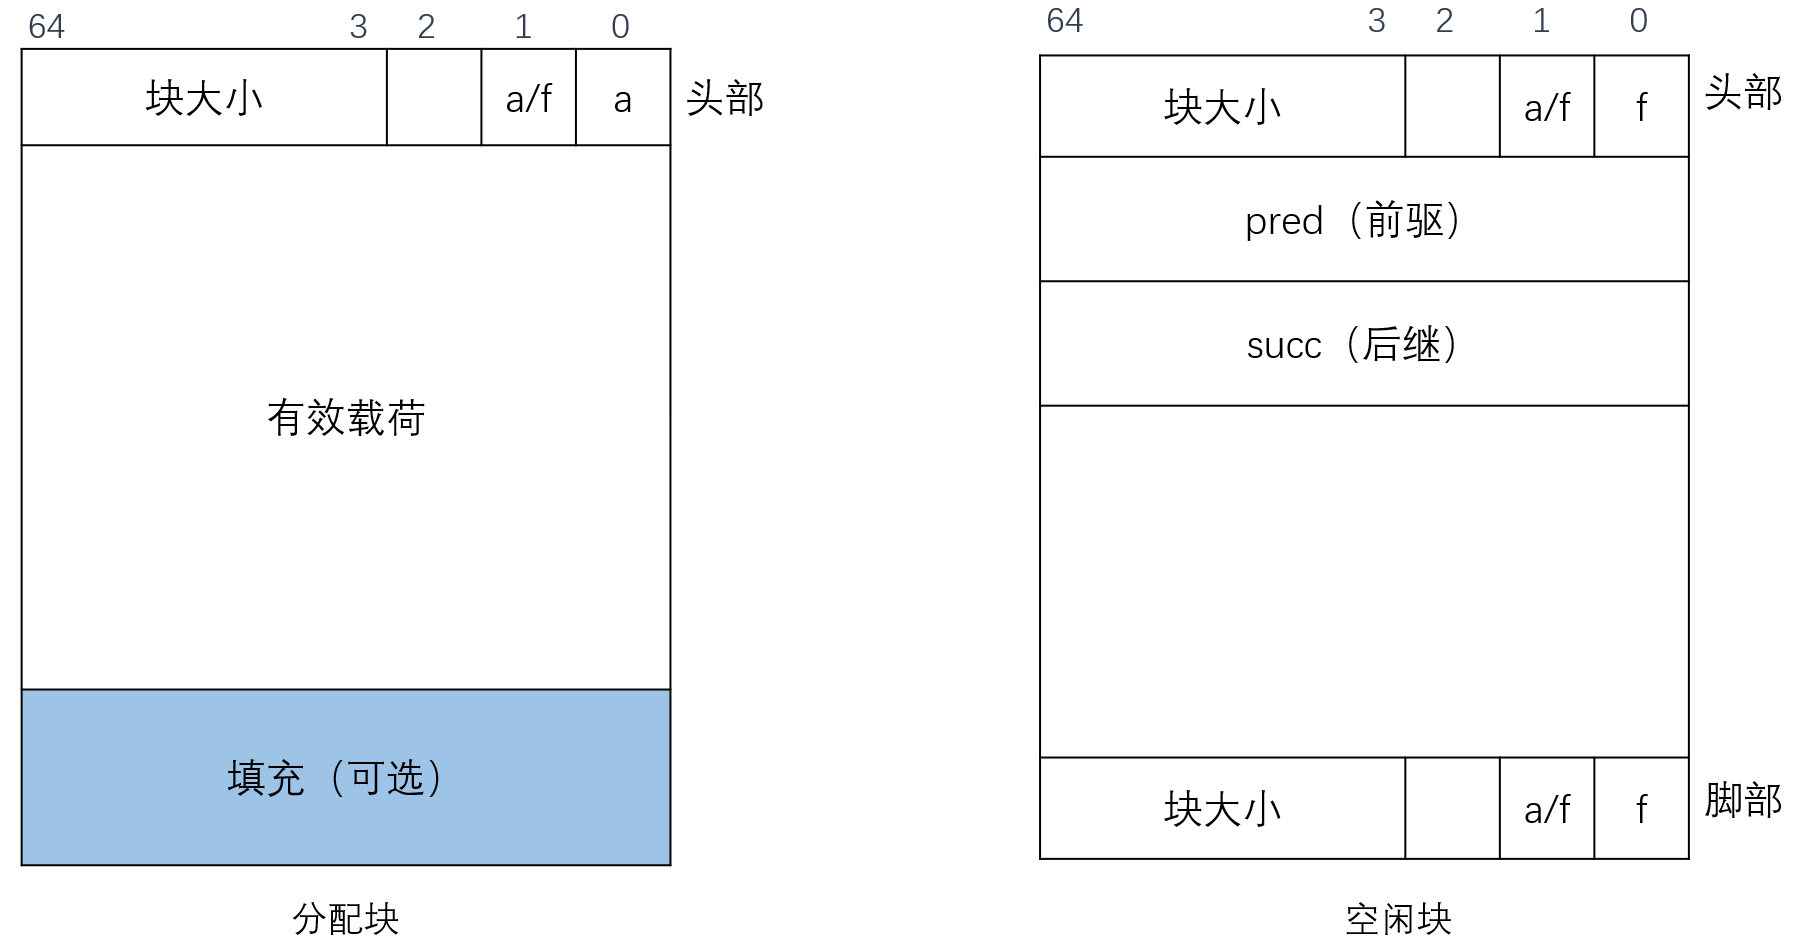 64 3 2 1 0
块大小 a/f a 头部
有效载荷
填充（可选）
分配块
64 3 2 1 0
块大小 a/f f 头部
pred（前驱）
succ（后继）
块大小 a/f f 脚部
空闲块